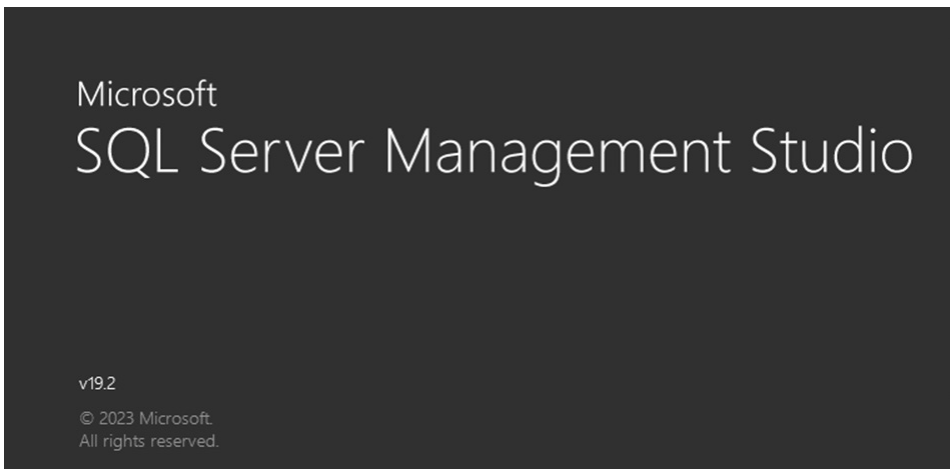 Microsoft
SQL Server Management Studio
v19.2
© 2023 Microsoft.
All rights reserved.